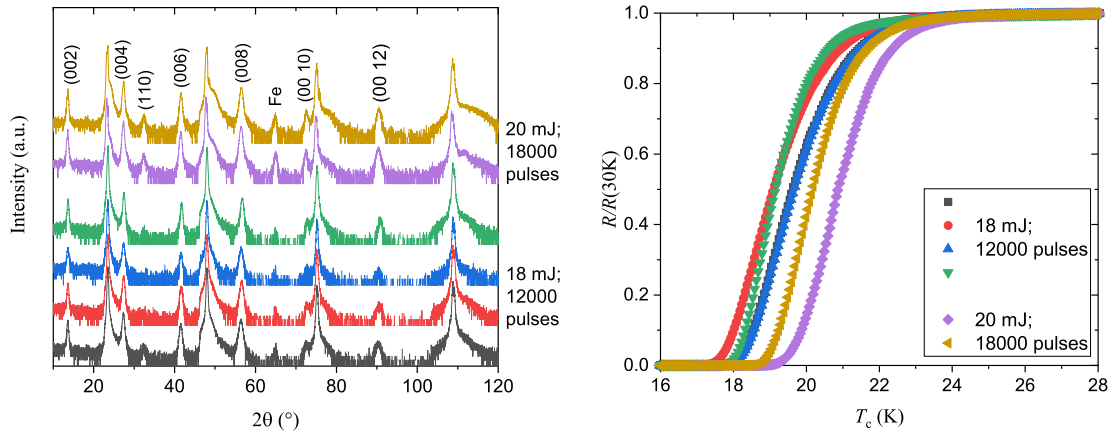 (002)
(004)
(110)
(006)
(008)
Fe
(00 10)
(00 12)
20 mJ;
18000
pulses
18 mJ;
12000
pulses
Intensity (a.u.)
20 40 60 80 100 120
2θ (°)
1.0
0.8
0.6
0.4
0.2
0.0
R/R(30K)
18 mJ;
12000 pulses
20 mJ;
18000 pulses
16 18 20 22 24 26 28
Tc (K)